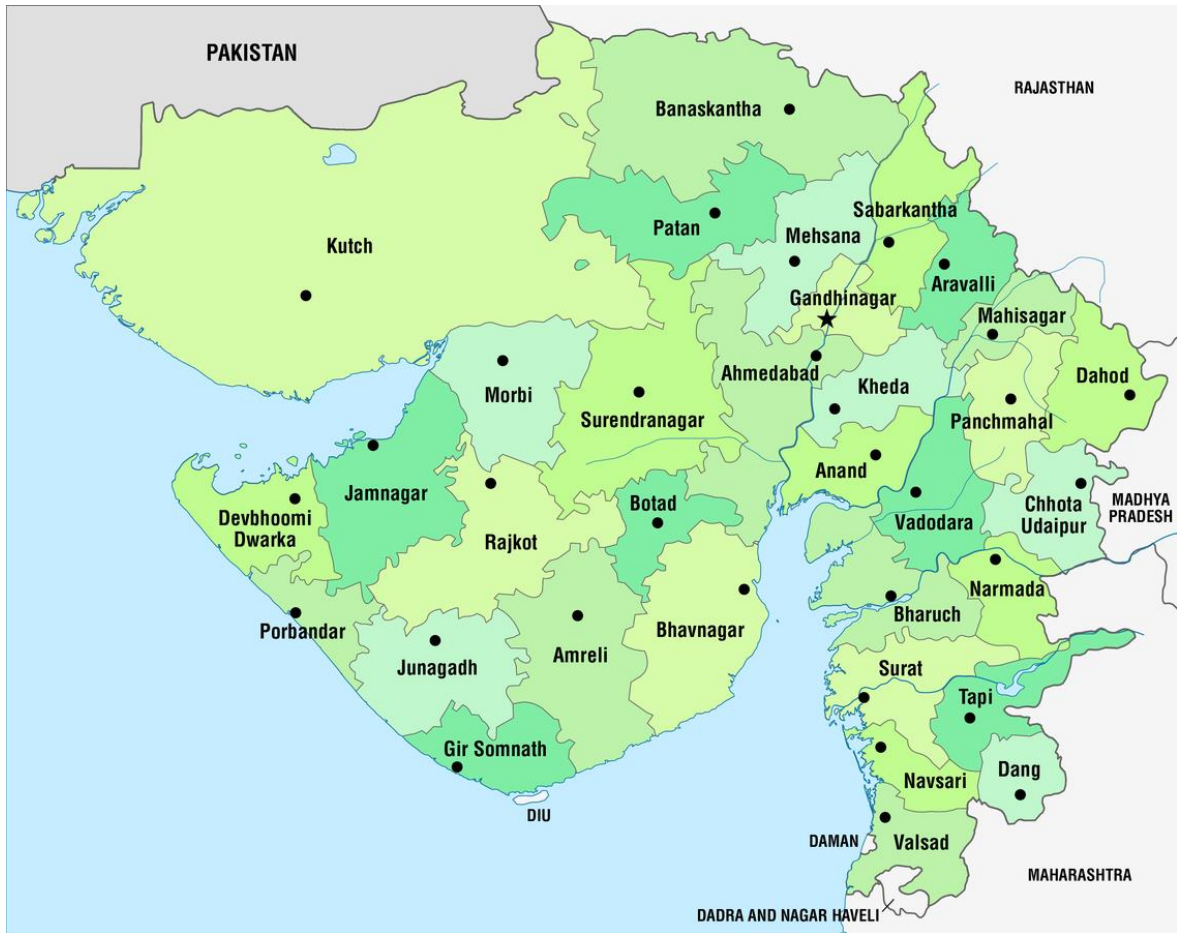 PAKISTAN
RAJASTHAN
Banaskantha
Patan
Sabarkantha
Mehsana
Kutch
Aravalli
Gandhinagar
Mahisagar
Ahmedabad
Dahod
Kheda
Morbi
Surendranagar
Panchmahal
Anand
Jamnagar
Botad
Vadodara
Chhota
Udaipur
MADHYA
PRADESH
Devbhoomi
Dwarka
Rajkot
Narmada
Bharuch
Porbandar
Bhavnagar
Junagadh
Amreli
Surat
Tapi
Gir Somnath
Dang
Navsari
DIU
DAMAN
Valsad
MAHARASHTRA
DADRA AND NAGAR HAVELI